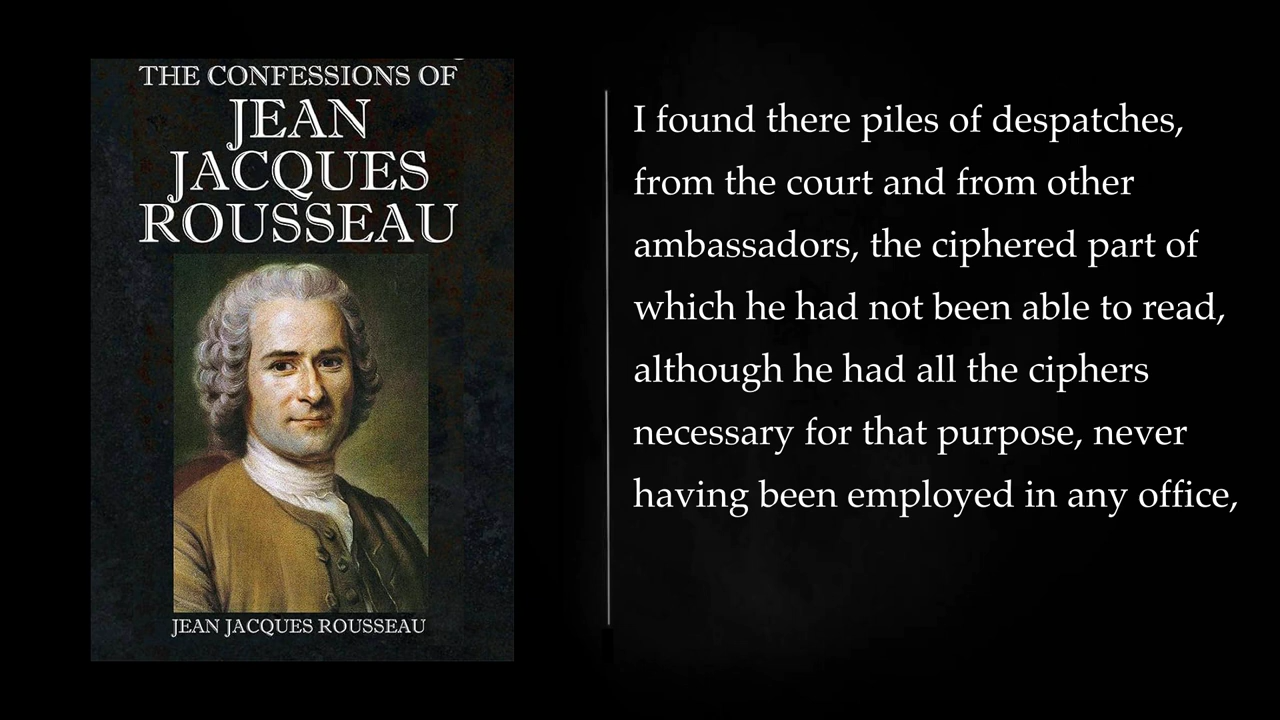 THE CONFESSIONS OF
JEAN
JACQUES
ROUSSEAU
JEAN JACQUES ROUSSEAU
I found there piles of despatches,
from the court and from other
ambassadors, the ciphered part of
which he had not been able to read,
although he had all the ciphers
necessary for that purpose, never
having been employed in any office,